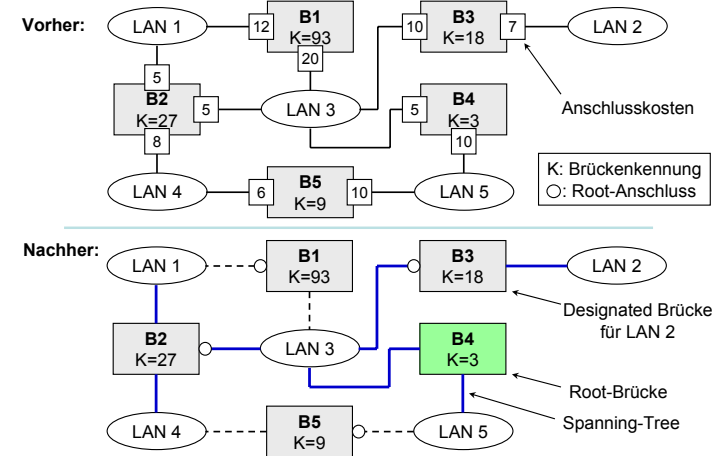 Vorher:
LAN 1
12
B1
K=93
20
10
B3
K=18
7
LAN 2
5
B2
K=27
5
8
LAN 3
5
B4
K=3
10
Anschlusskosten
LAN 4
6
B5
K=9
10
LAN 5
K: Brückenkennung
: Root-Anschluss
Nachher:
LAN 1
B1
K=93
B3
K=18
LAN 2
Designated Brücke
für LAN 2
B2
K=27
LAN 3
B4
K=3
Root-Brücke
Spanning-Tree
LAN 4
B5
K=9
LAN 5